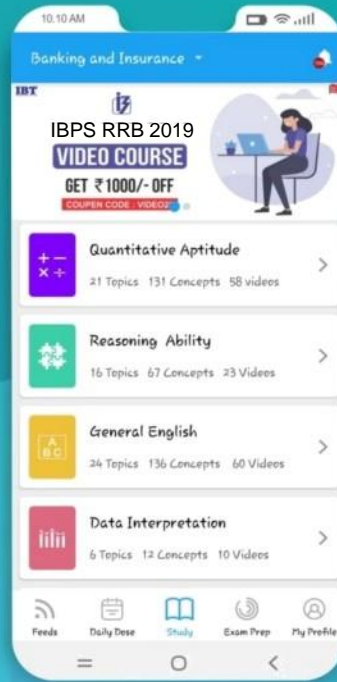 10.10 AM
Banking and Insurance
IBT
IBPS RRB 2019
VIDEO COURSE
GET ₹1000/- OFF
COUPEN CODE : VIDEO
Quantitative Aptitude
21 Topics 131 Concepts 58 videos
Reasoning Ability
16 Topics 67 Concepts 23 Videos
A
BC
General English
24 Topics 136 Concepts 60 Videos
Data Interpretation
6 Topics 12 Concepts 10 Videos
Feeds Daily Dose Study Exam Prep My Profile